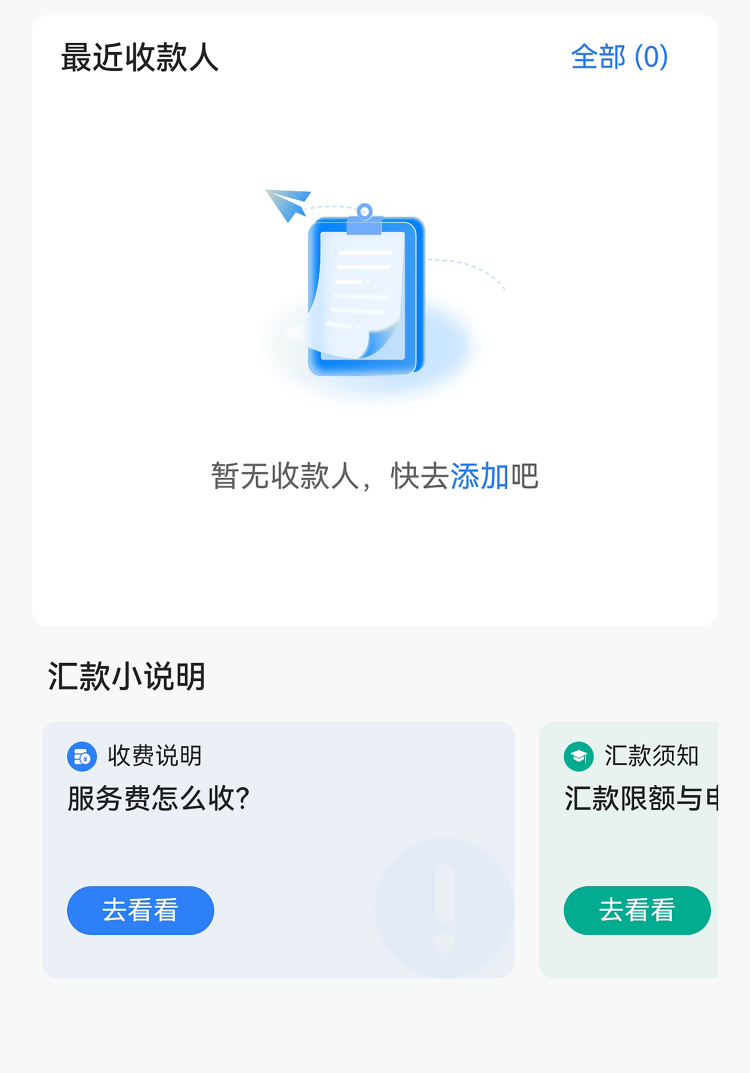 最近收款人 全部 (0)
暂无收款人，快去添加吧
汇款小说明
收费说明
服务费怎么收?
去看看
汇款须知
汇款限额与
去看看